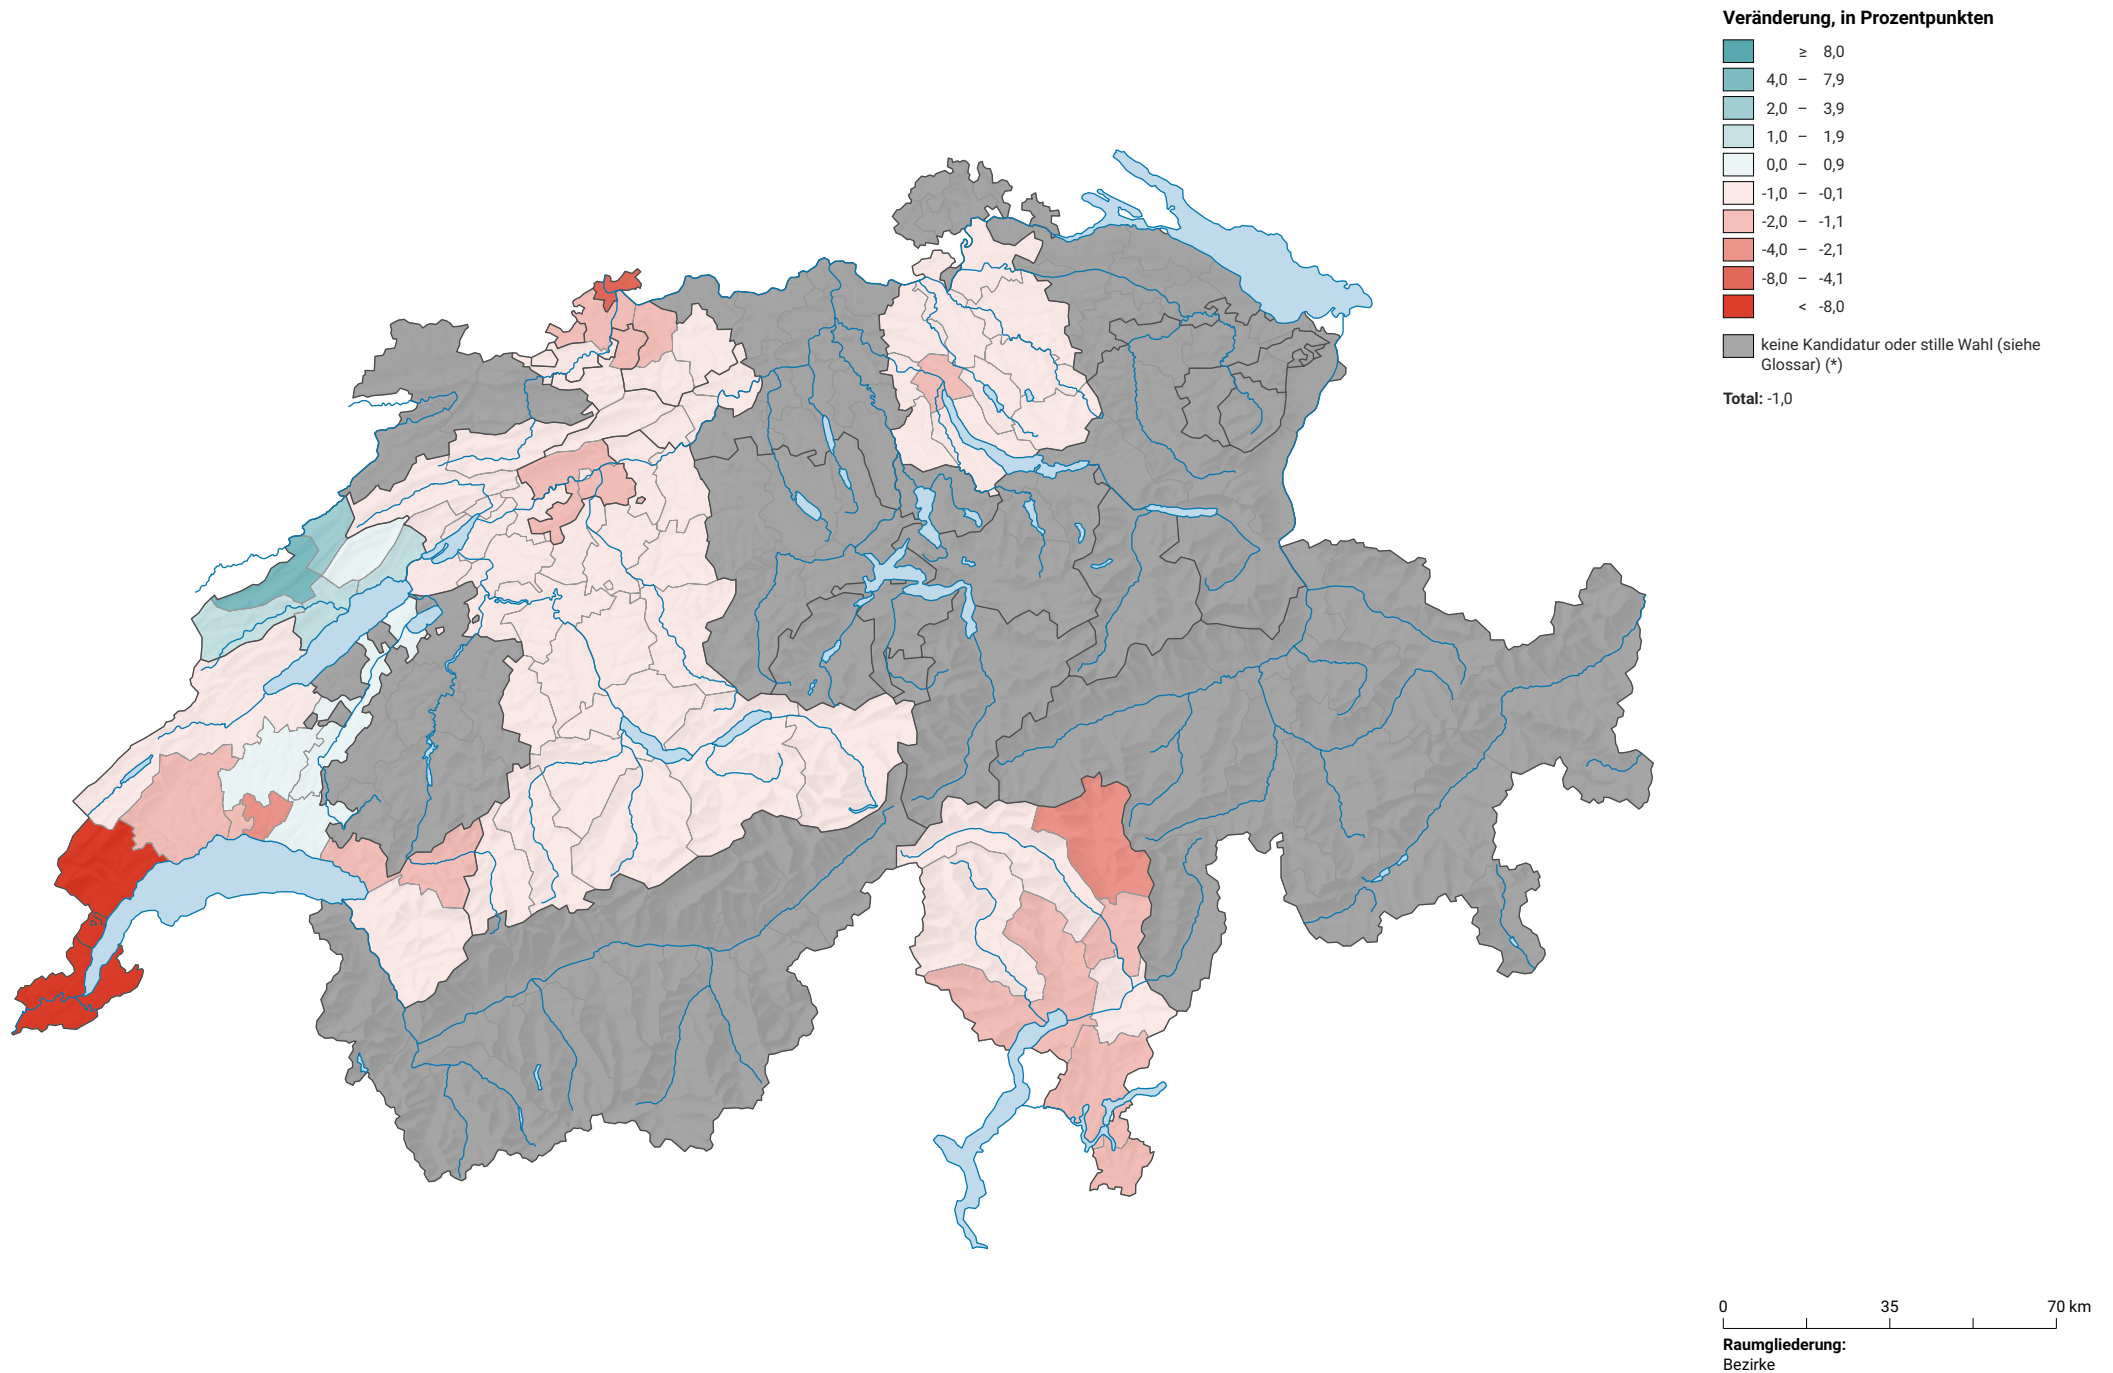 Veränderung, in Prozentpunkten
≥ 8,0
4,0 – 7,9
2,0 – 3,9
1,0 – 1,9
0,0 – 0,9
-1,0 – -0,1
-2,0 – -1,1
-4,0 – -2,1
-8,0 – -4,1
< -8,0
keine Kandidatur oder stille Wahl (siehe
Glossar) (*)
Total: -1,0
0 35 70 km
Raumgliederung:
Bezirke